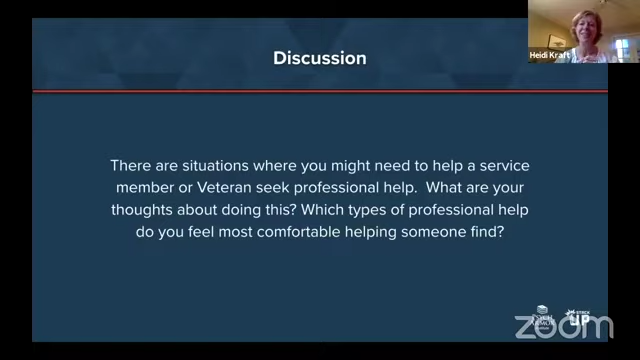 Heidi Kraft
Discussion
There are situations where you might need to help a service
member or Veteran seek professional help.  What are your
thoughts about doing this? Which types of professional help
do you feel most comfortable helping someone find?
UP
zoom